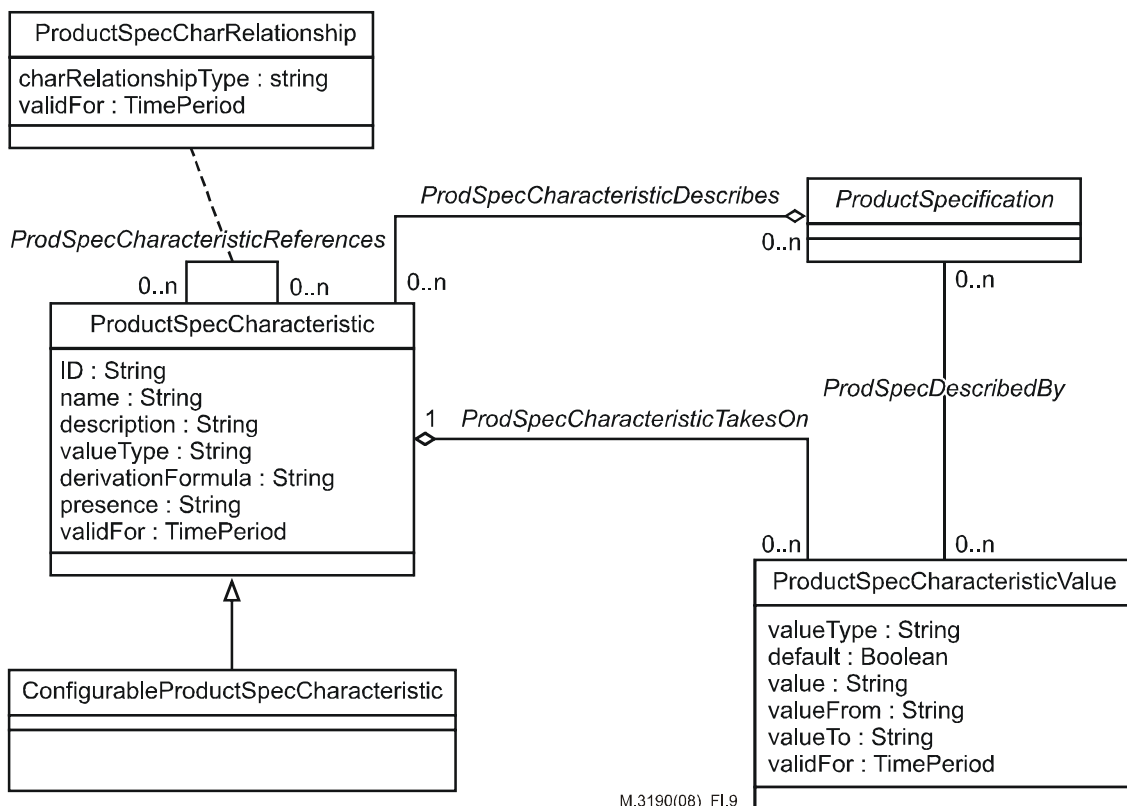 ProductSpecCharRelationship
charRelationshipType : string
validFor : TimePeriod
ProdSpecCharacteristicDescribes
ProductSpecification
0..n
0..n
ProdSpecCharacteristicReferences
0..n
0..n
0..n
ProductSpecCharacteristic
ID : String
name : String
description : String
valueType : String
derivationFormula : String
presence : String
validFor : TimePeriod
ProdSpecDescribedBy
1
ProdSpecCharacteristicTakesOn
0..n
0..n
ProductSpecCharacteristicValue
valueType : String
default : Boolean
value : String
valueFrom : String
valueTo : String
validFor : TimePeriod
ConfigurableProductSpecCharacteristic
M.3190(08)_FI.9